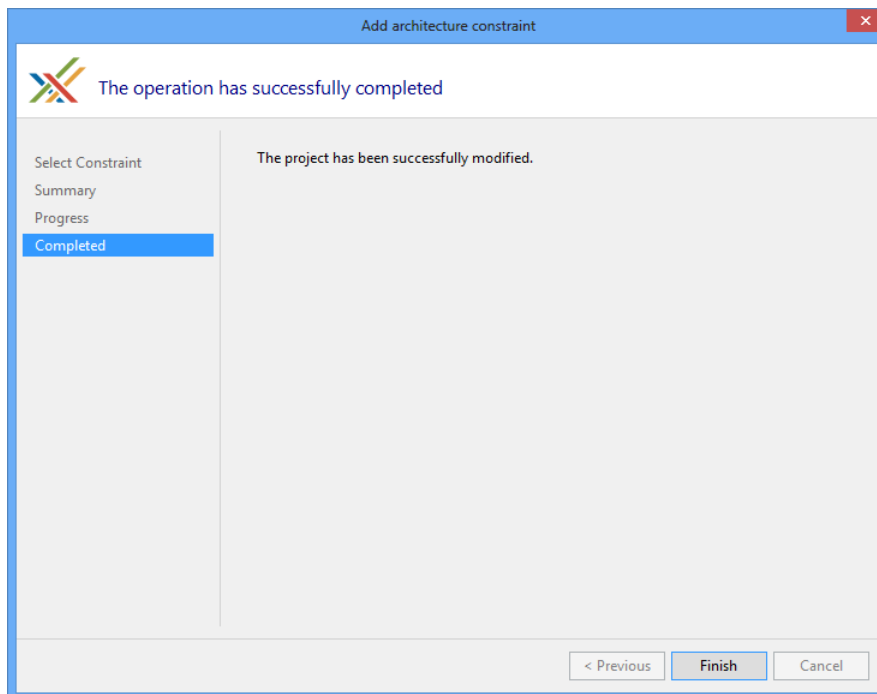 Add architecture constraint
The operation has successfully completed
Select Constraint
Summary
Progress
Completed
The project has been successfully modified.
< Previous
Finish
Cancel